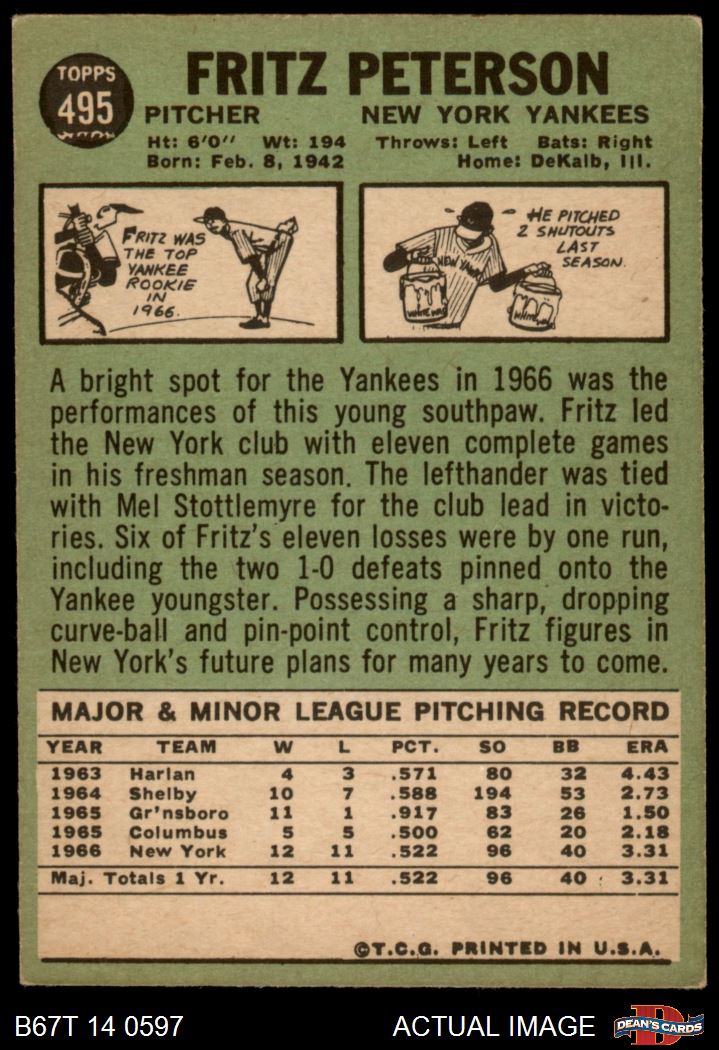 TOPPS
495
FRITZ PETERSON
PITCHER NEW YORK YANKEES
Ht: 6'0" Wt: 194 Throws: Left Bats: Right
Born: Feb. 8, 1942 Home: DeKalb, Ill.
FRITZ WAS
THE TOP
YANKEE
ROOKIE
IN
1966.
HE PITCHED
2 SHUTOUTS
LAST
SEASON.
NEW YORK
WHITEWASH
WHITEWASH
A bright spot for the Yankees in 1966 was the
performances of this young southpaw. Fritz led
the New York club with eleven complete games
in his freshman season. The lefthander was tied
with Mel Stottlemyre for the club lead in victo-
ries. Six of Fritz's eleven losses were by one run,
including the two 1-0 defeats pinned onto the
Yankee youngster. Possessing a sharp, dropping
curve-ball and pin-point control, Fritz figures in
New York's future plans for many years to come.
MAJOR & MINOR LEAGUE PITCHING RECORD
YEAR TEAM W L PCT. SO BB ERA
1963 Harlan 4 3 .571 80 32 4.43
1964 Shelby 10 7 .588 194 53 2.73
1965 Gr'nsboro 11 1 .917 83 26 1.50
1965 Columbus 5 5 .500 62 20 2.18
1966 New York 12 11 .522 96 40 3.31
Maj. Totals 1 Yr. 12 11 .522 96 40 3.31
©T.C.G. PRINTED IN U.S.A.
B67T 14 0597 ACTUAL IMAGE
D
DEAN'S CARDS